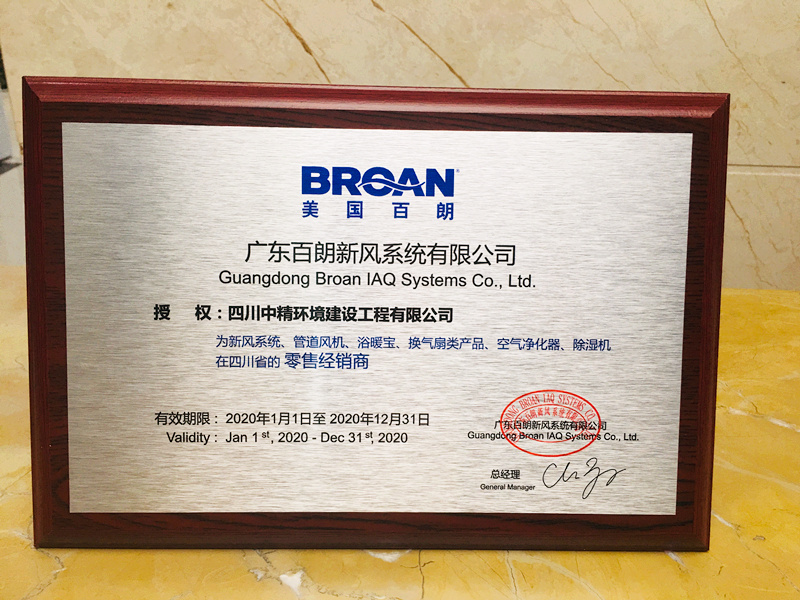 BROAN
美国百朗
广东百朗新风系统有限公司
Guangdong Broan IAQ Systems Co., Ltd.
授 权：四川中精环境建设工程有限公司
为新风系统、管道风机、浴暖宝、换气扇类产品、空气净化器、除湿机
在四川省的 零售经销商
有效期限： 2020年1月1日至 2020年12月31日
Validity : Jan 1st, 2020 - Dec 31st, 2020
广东百朗新风系统有限公司
Guangdong Broan IAQ Systems Co., Ltd.
总经理
General Manager